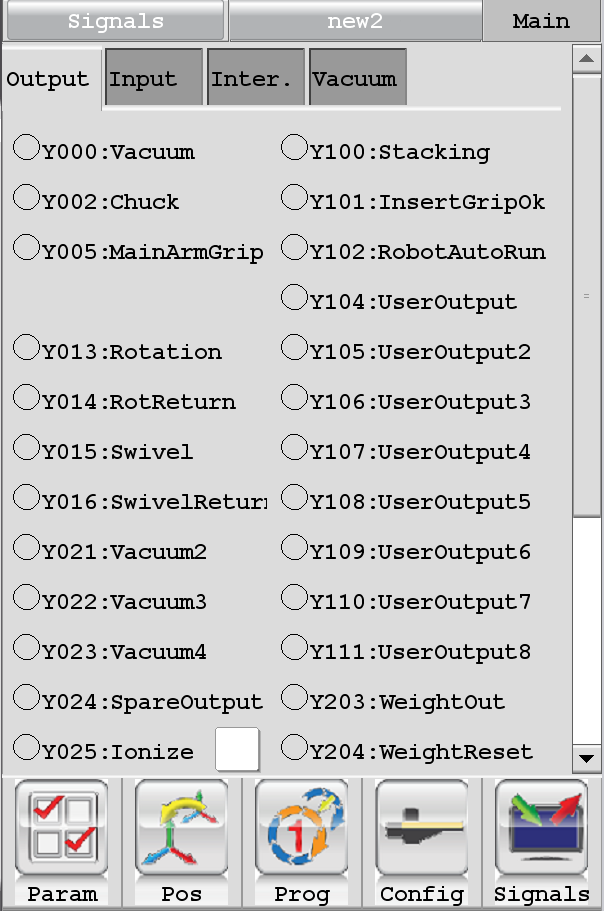 Signals new2 Main
Output Input Inter. Vacuum
Y000:Vacuum Y100:Stacking
Y002:Chuck Y101:InsertGripOk
Y005:MainArmGrip Y102:RobotAutoRun
Y104:UserOutput
Y013:Rotation Y105:UserOutput2
Y014:RotReturn Y106:UserOutput3
Y015:Swivel Y107:UserOutput4
Y016:SwivelReturn Y108:UserOutput5
Y021:Vacuum2 Y109:UserOutput6
Y022:Vacuum3 Y110:UserOutput7
Y023:Vacuum4 Y111:UserOutput8
Y024:SpareOutput Y203:WeightOut
Y025:Ionize Y204:WeightReset
1
Param Pos Prog Config Signals